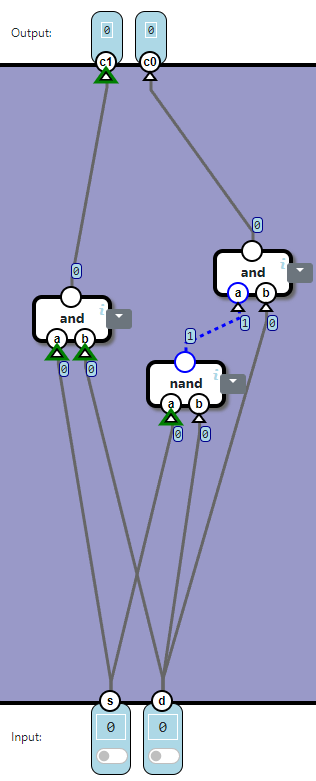 Output: 0 0
c1 c0
0
0 and i
and i a b
a b 1 0
1
0 0 nand i
a b
0 0
s d
Input: 0 0